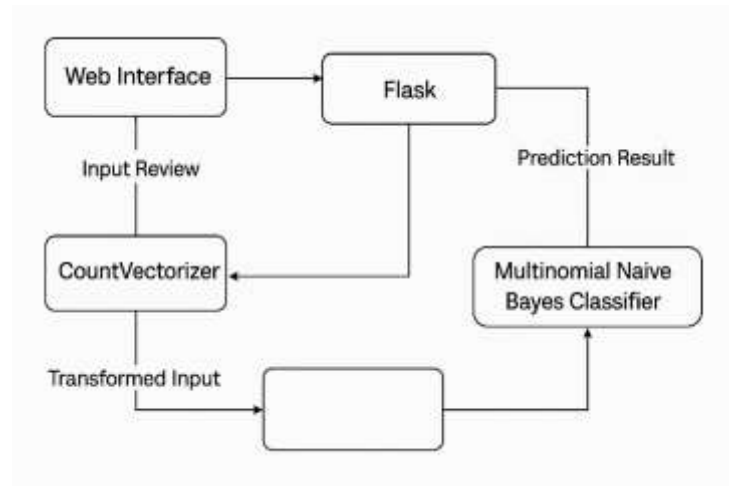 Web Interface
Flask
Input Review
Prediction Result
CountVectorizer
Multinomial Naive
Bayes Classifier
Transformed Input